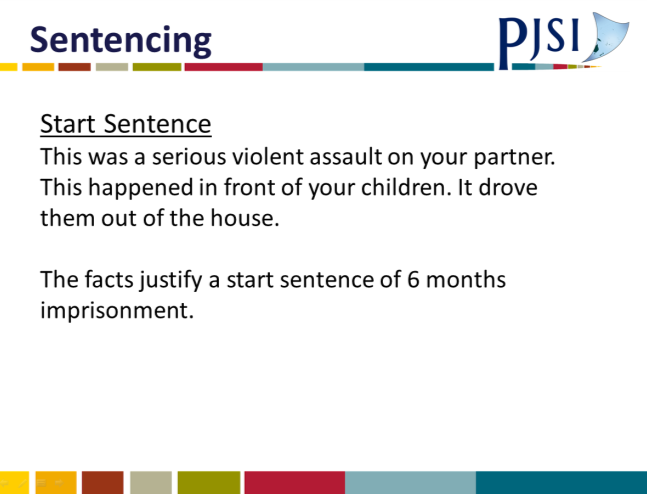 Sentencing
PJSI
Start Sentence
This was a serious violent assault on your partner.
This happened in front of your children. It drove
them out of the house.
The facts justify a start sentence of 6 months
imprisonment.